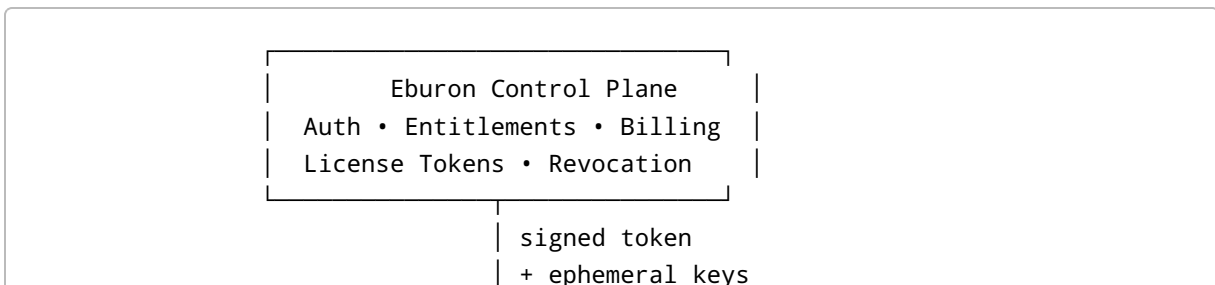 Eburon Control Plane
Auth • Entitlements • Billing
License Tokens • Revocation
signed token
+ ephemeral keys